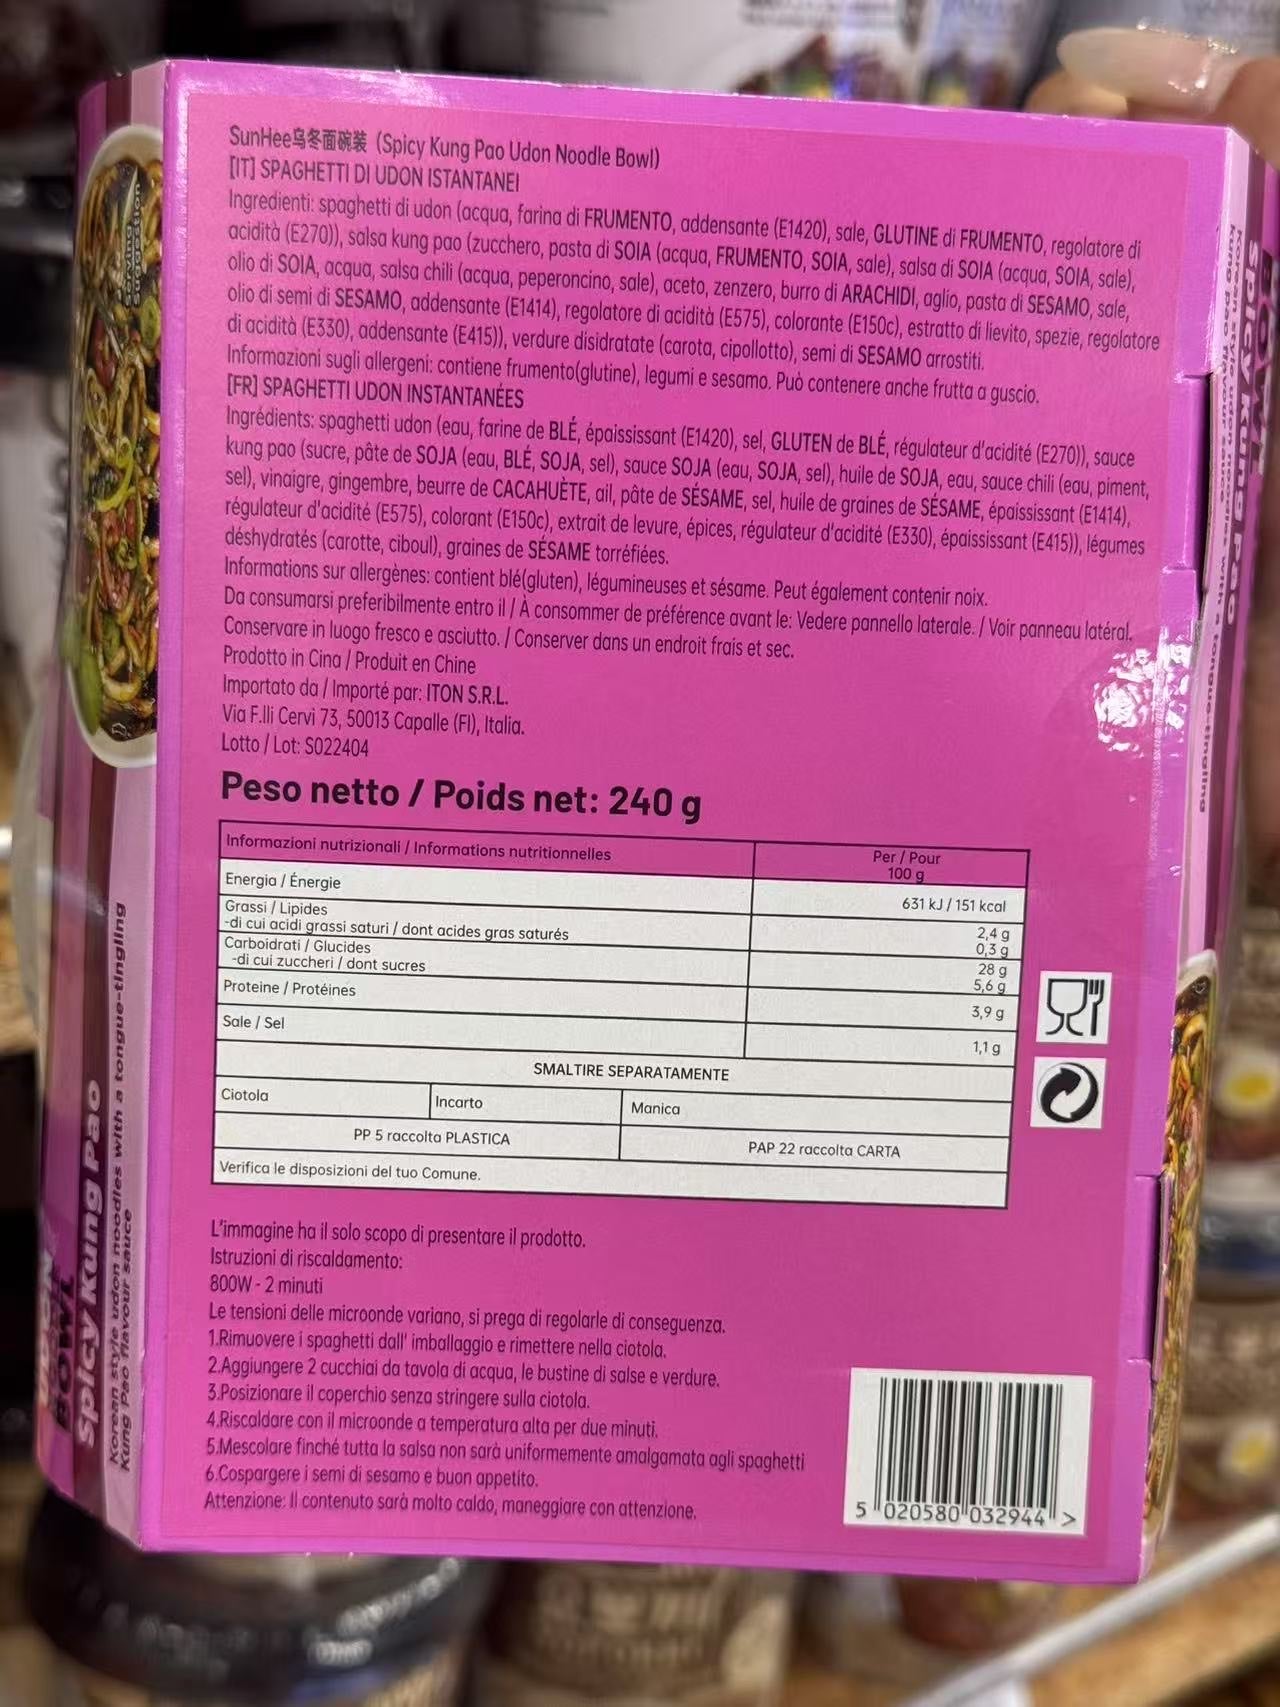 SunHee乌冬面碗装 (Spicy Kung Pao Udon Noodle Bowl)
[IT] SPAGHETTI DI UDON ISTANTANEI
Ingredienti: spaghetti di udon (acqua, farina di FRUMENTO, addensante (E1420), sale, GLUTINE di FRUMENTO, regolatore di
acidità (E270)), salsa kung pao (zucchero, pasta di SOIA (acqua, FRUMENTO, SOIA, sale), salsa di SOIA (acqua, SOIA, sale),
olio di SOIA, acqua, salsa chili (acqua, peperoncino, sale), aceto, zenzero, burro di ARACHIDI, aglio, pasta di SESAMO, sale,
olio di semi di SESAMO, addensante (E1414), regolatore di acidità (E575), colorante (E150c), estratto di lievito, spezie, regolatore
di acidità (E330), addensante (E415)), verdure disidratate (carota, cipollotto), semi di SESAMO arrostiti.
Informazioni sugli allergeni: contiene frumento(glutine), legumi e sesamo. Può contenere anche frutta a guscio.
[FR] SPAGHETTI UDON INSTANTANÉES
Ingrédients: spaghetti udon (eau, farine de BLÉ, épaississant (E1420), sel, GLUTEN de BLÉ, régulateur d'acidité (E270)), sauce
kung pao (sucre, pâte de SOJA (eau, BLÉ, SOJA, sel), sauce SOJA (eau, SOJA, sel), huile de SOJA, eau, sauce chili (eau, piment,
sel), vinaigre, gingembre, beurre de CACAHUÈTE, ail, pâte de SÉSAME, sel, huile de graines de SÉSAME, épaississant (E1414),
régulateur d'acidité (E575), colorant (E150c), extrait de levure, épices, régulateur d'acidité (E330), épaississant (E415)), légumes
déshydratés (carotte, ciboul), graines de SÉSAME torréfiées.
Informations sur allergènes: contient blé(gluten), légumineuses et sésame. Peut également contenir noix.
Da consumarsi preferibilmente entro il / À consommer de préférence avant le: Vedere pannello laterale. / Voir panneau latéral.
Conservare in luogo fresco e asciutto. / Conserver dans un endroit frais et sec.
Prodotto in Cina / Produit en Chine
Importato da / Importé par: ITON S.R.L.
Via F.lli Cervi 73, 50013 Capalle (FI), Italia.
Lotto / Lot: S022404
Peso netto / Poids net: 240 g
Informazioni nutrizionali / Informations nutritionnelles Per / Pour
100 g
Energia / Énergie 631 kJ / 151 kcal
Grassi / Lipides 2,4 g
-di cui acidi grassi saturi / dont acides gras saturés 0,3 g
Carboidrati / Glucides 28 g
-di cui zuccheri / dont sucres 5,6 g
Proteine / Protéines 3,9 g
Sale / Sel 1,1 g
SMALTIRE SEPARATAMENTE
Ciotola Incarto Manica
PP 5 raccolta PLASTICA PAP 22 raccolta CARTA
Verifica le disposizioni del tuo Comune.
L'immagine ha il solo scopo di presentare il prodotto.
Istruzioni di riscaldamento:
800W - 2 minuti
Le tensioni delle microonde variano, si prega di regolarle di conseguenza.
1.Rimuovere i spaghetti dall' imballaggio e rimettere nella ciotola.
2.Aggiungere 2 cucchiai da tavola di acqua, le bustine di salse e verdure.
3.Posizionare il coperchio senza stringere sulla ciotola.
4.Riscaldare con il microonde a temperatura alta per due minuti.
5.Mescolare finché tutta la salsa non sarà uniformemente amalgamata agli spaghetti
6.Cospargere i semi di sesamo e buon appetito.
Attenzione: Il contenuto sarà molto caldo, maneggiare con attenzione.
5 020580 032944 >
serving
suggestion
BOWL
Spicy Kung Pao
Korean style udon noodles with a tongue-tingling
Kung Pao flavour sauce
BOWL
Spicy Kung Pao
Korean style udon noodles with a tongue-tingling
kung pao flavour sauce